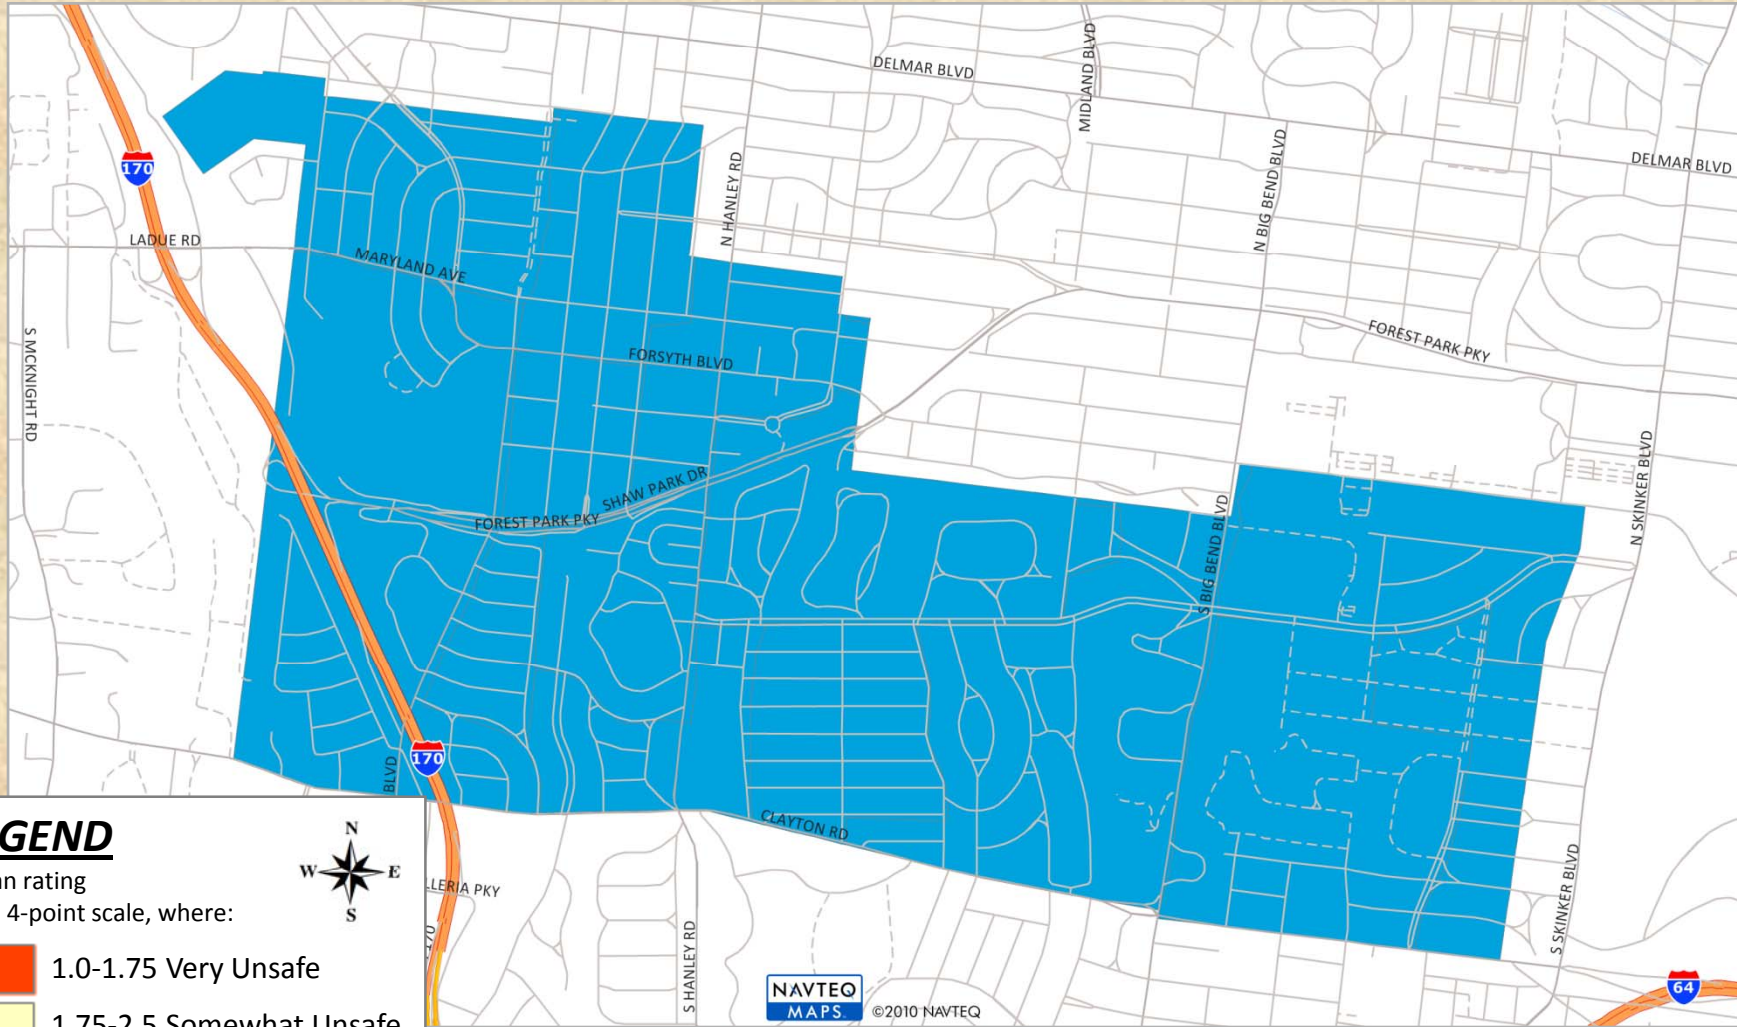 DELMAR BLVD
MIDLAND BLVD
N BIG BEND BLVD
DELMAR BLVD
170
N HANLEY RD
LADUE RD
MARYLAND AVE
S MCKNIGHT RD
FORSYTH BLVD
FOREST PARK PKY
N SKINKER BLVD
SHAW PARK DR
FOREST PARK PKY
S BIG BEND BLVD
BLVD
170
CLAYTON RD
GEND
N
W E
S
an rating
4-point scale, where:
LLERIA PKY
1.0-1.75 Very Unsafe
1.75-2.5 Somewhat Unsafe
S HANLEY RD
S SKINKER BLVD
NAVTEQ
MAPS
©2010 NAVTEQ
64